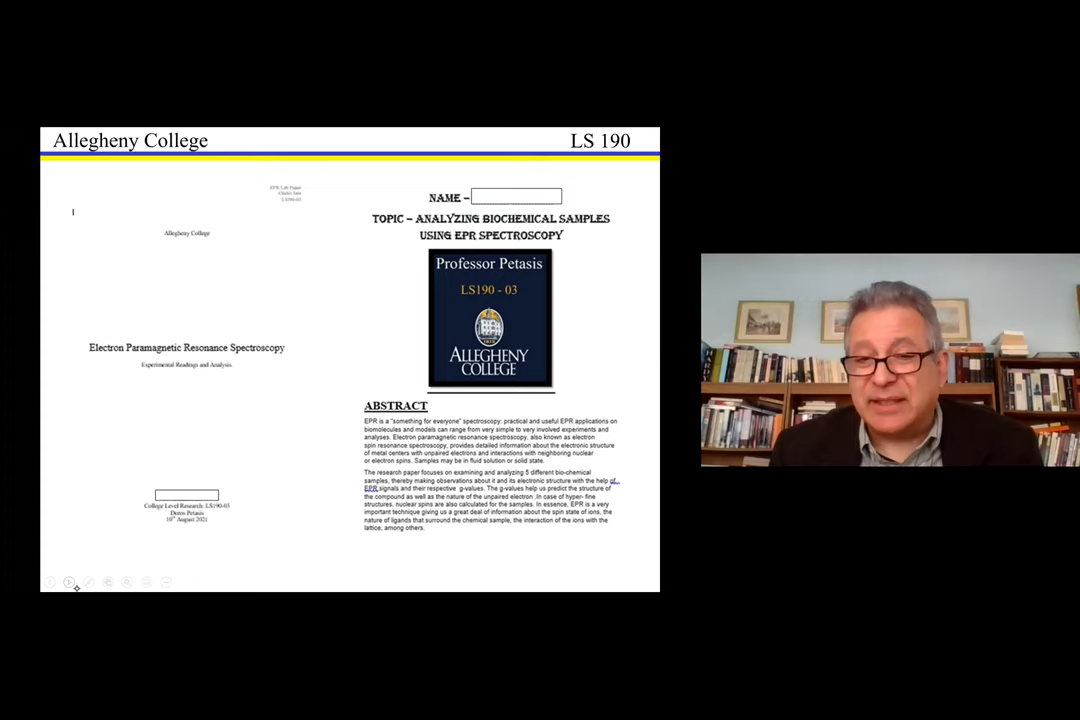 Allegheny College
LS 190
EPR Lab Paper
LS190-03
Allegheny College
Electron Paramagnetic Resonance Spectroscopy
Experimental Readings and Analysis.
College Level Research: LS190-03
Doros Petasis
10th August 2021
NAME –
TOPIC – ANALYZING BIOCHEMICAL SAMPLES
USING EPR SPECTROSCOPY
Professor Petasis
LS190 - 03
ALLEGHENY
COLLEGE
ABSTRACT
EPR is a "something for everyone" spectroscopy: practical and useful EPR applications on
biomolecules and models can range from very simple to very involved experiments and
analyses. Electron paramagnetic resonance spectroscopy, also known as electron
spin resonance spectroscopy, provides detailed information about the electronic structure
of metal centers with unpaired electrons and interactions with neighboring nuclear
or electron spins. Samples may be in fluid solution or solid state.
The research paper focuses on examining and analyzing 5 different bio-chemical
samples, thereby making observations about it and its electronic structure with the help of
EPR signals and their respective g-values. The g-values help us predict the structure of
the compound as well as the nature of the unpaired electron .In case of hyper- fine
structures, nuclear spins are also calculated for the samples. In essence, EPR is a very
important technique giving us a great deal of information about the spin state of ions, the
nature of ligands that surround the chemical sample, the interaction of the ions with the
lattice, among others.